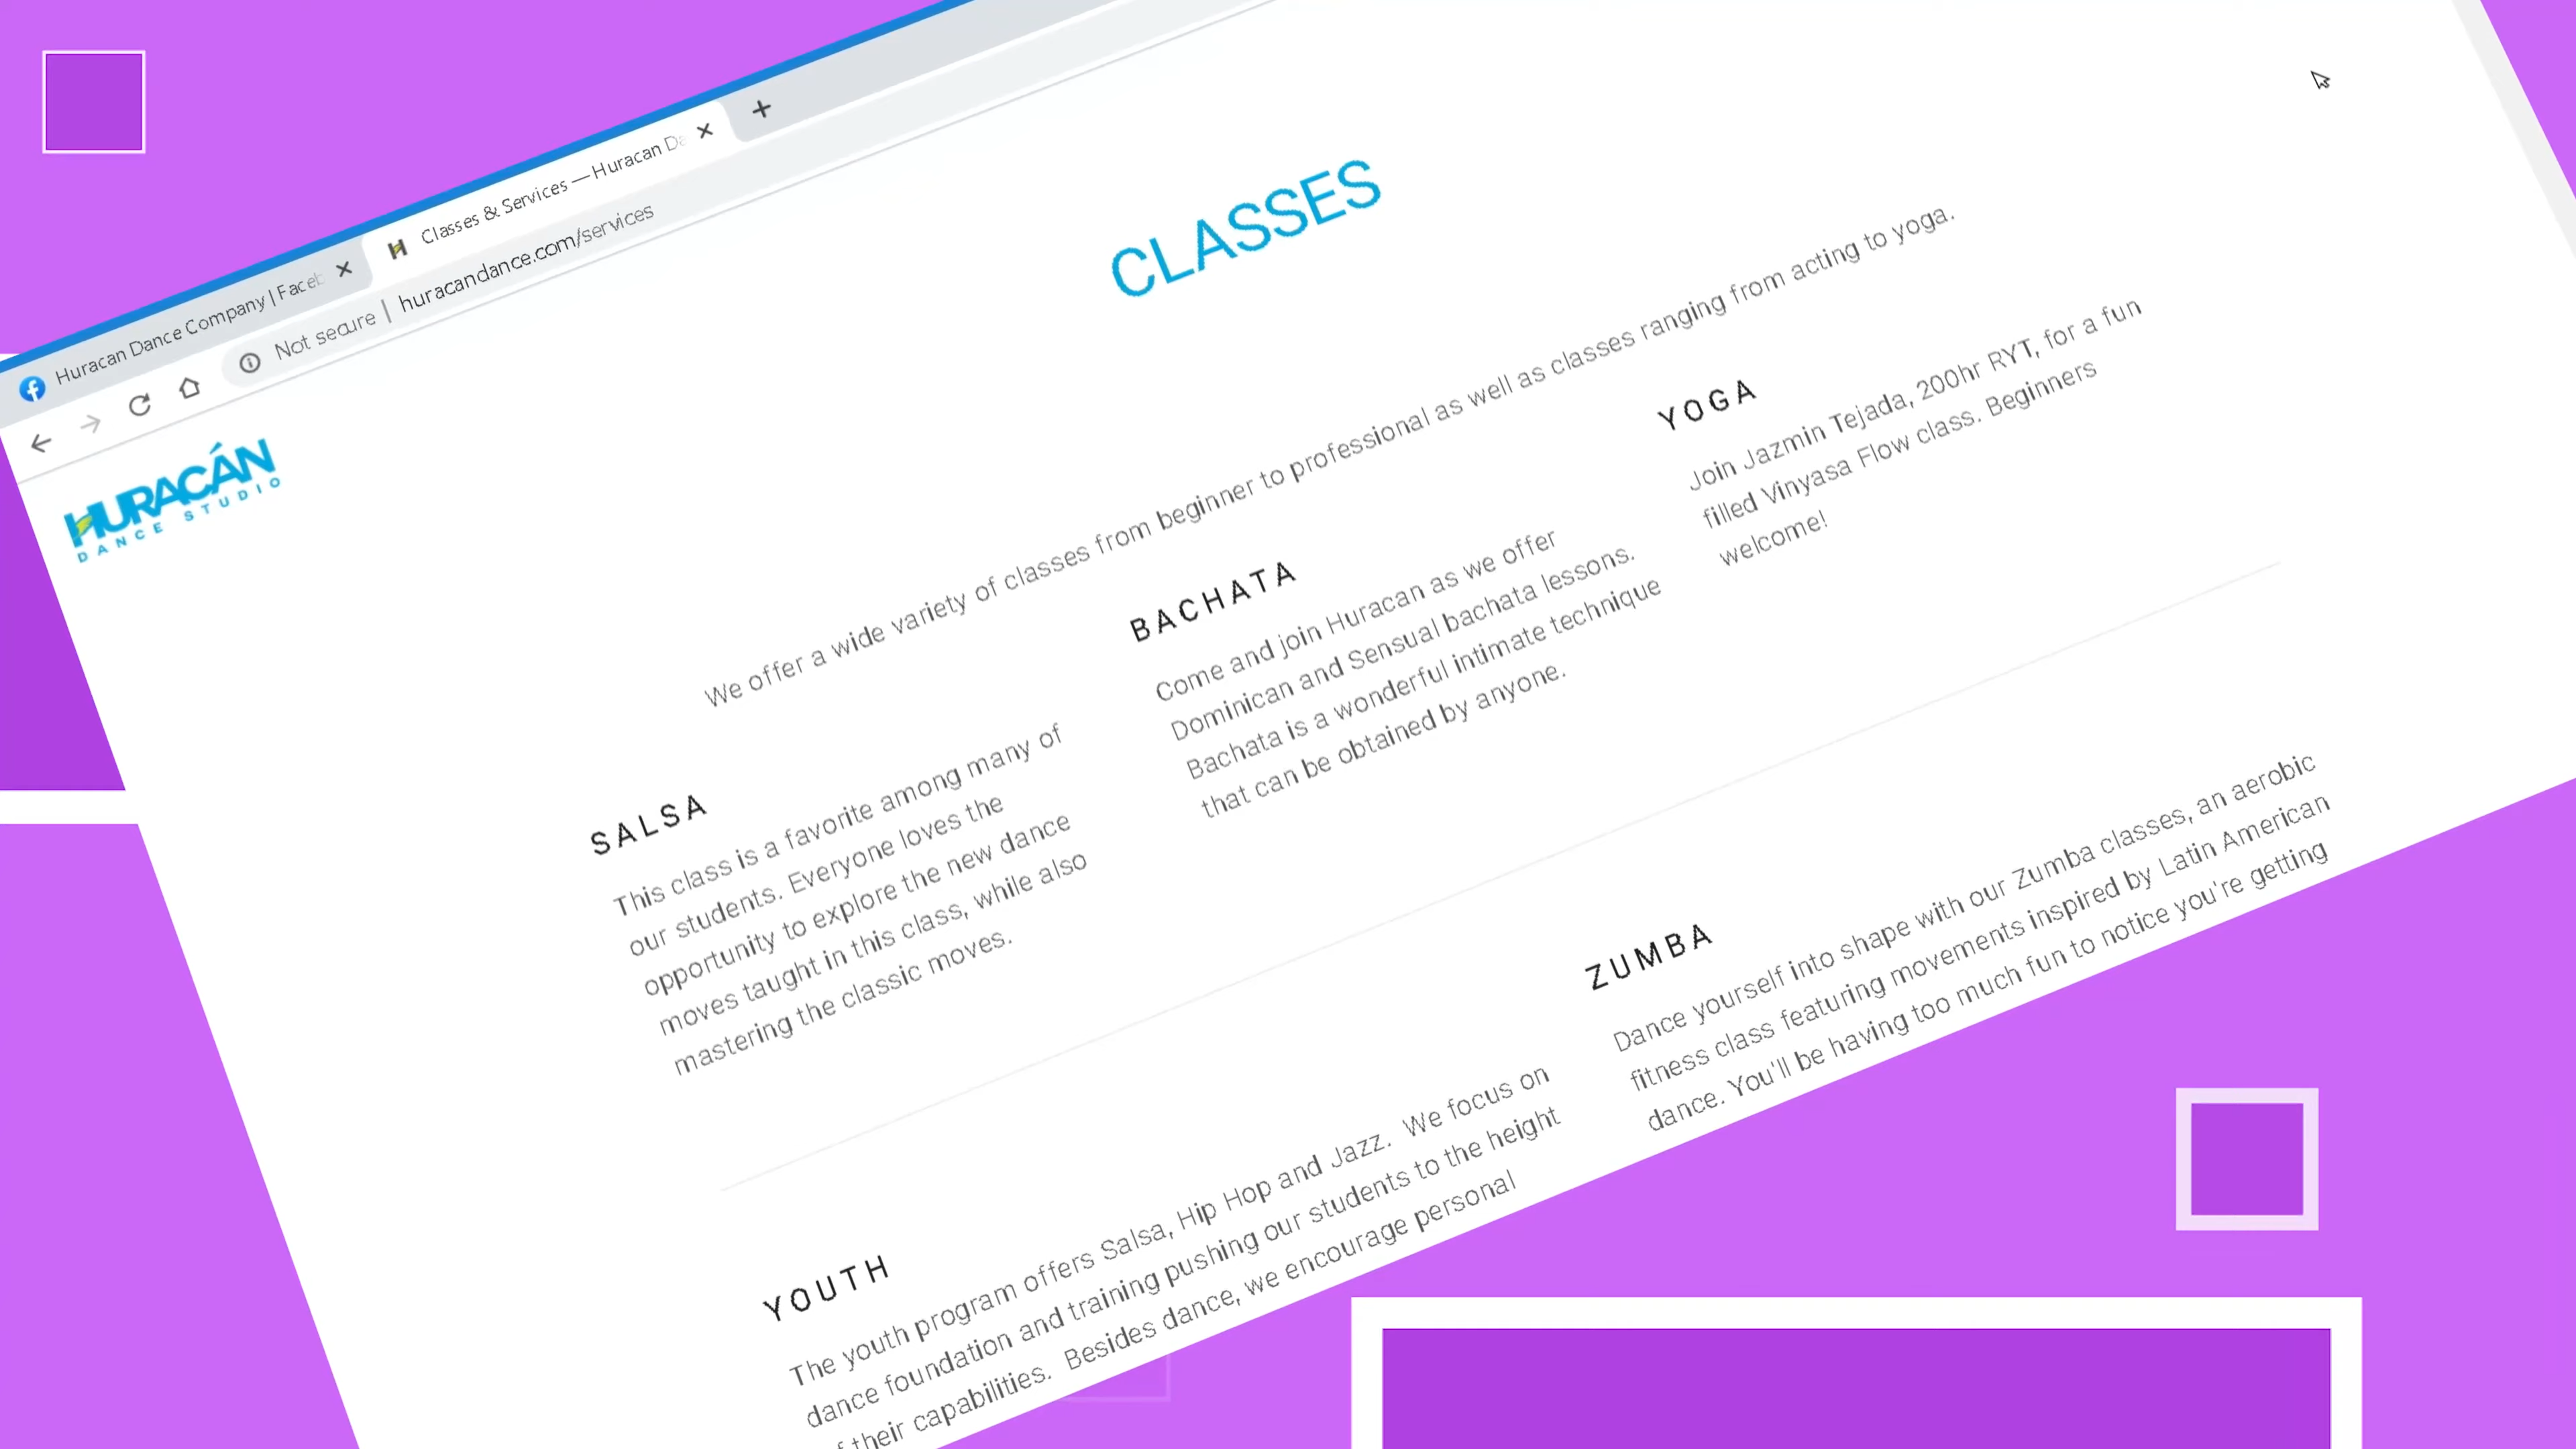 Huracan Dance Company | Faceb
Classes & Services — Huracan Da
Not secure | huracandance.com/services
HURACÁN
DANCE STUDIO
CLASSES
We offer a wide variety of classes from beginner to professional as well as classes ranging from acting to yoga.
SALSA
This class is a favorite among many of
our students. Everyone loves the
opportunity to explore the new dance
moves taught in this class, while also
mastering the classic moves.
BACHATA
Come and join Huracan as we offer
Dominican and Sensual bachata lessons.
Bachata is a wonderful intimate technique
that can be obtained by anyone.
YOGA
Join Jazmin Tejada, 200hr RYT, for a fun
filled Vinyasa Flow class. Beginners
welcome!
YOUTH
The youth program offers Salsa, Hip Hop and Jazz. We focus on
dance foundation and training pushing our students to the height
of their capabilities. Besides dance, we encourage personal
ZUMBA
Dance yourself into shape with our Zumba classes, an aerobic
fitness class featuring movements inspired by Latin American
dance. You'll be having too much fun to notice you're getting